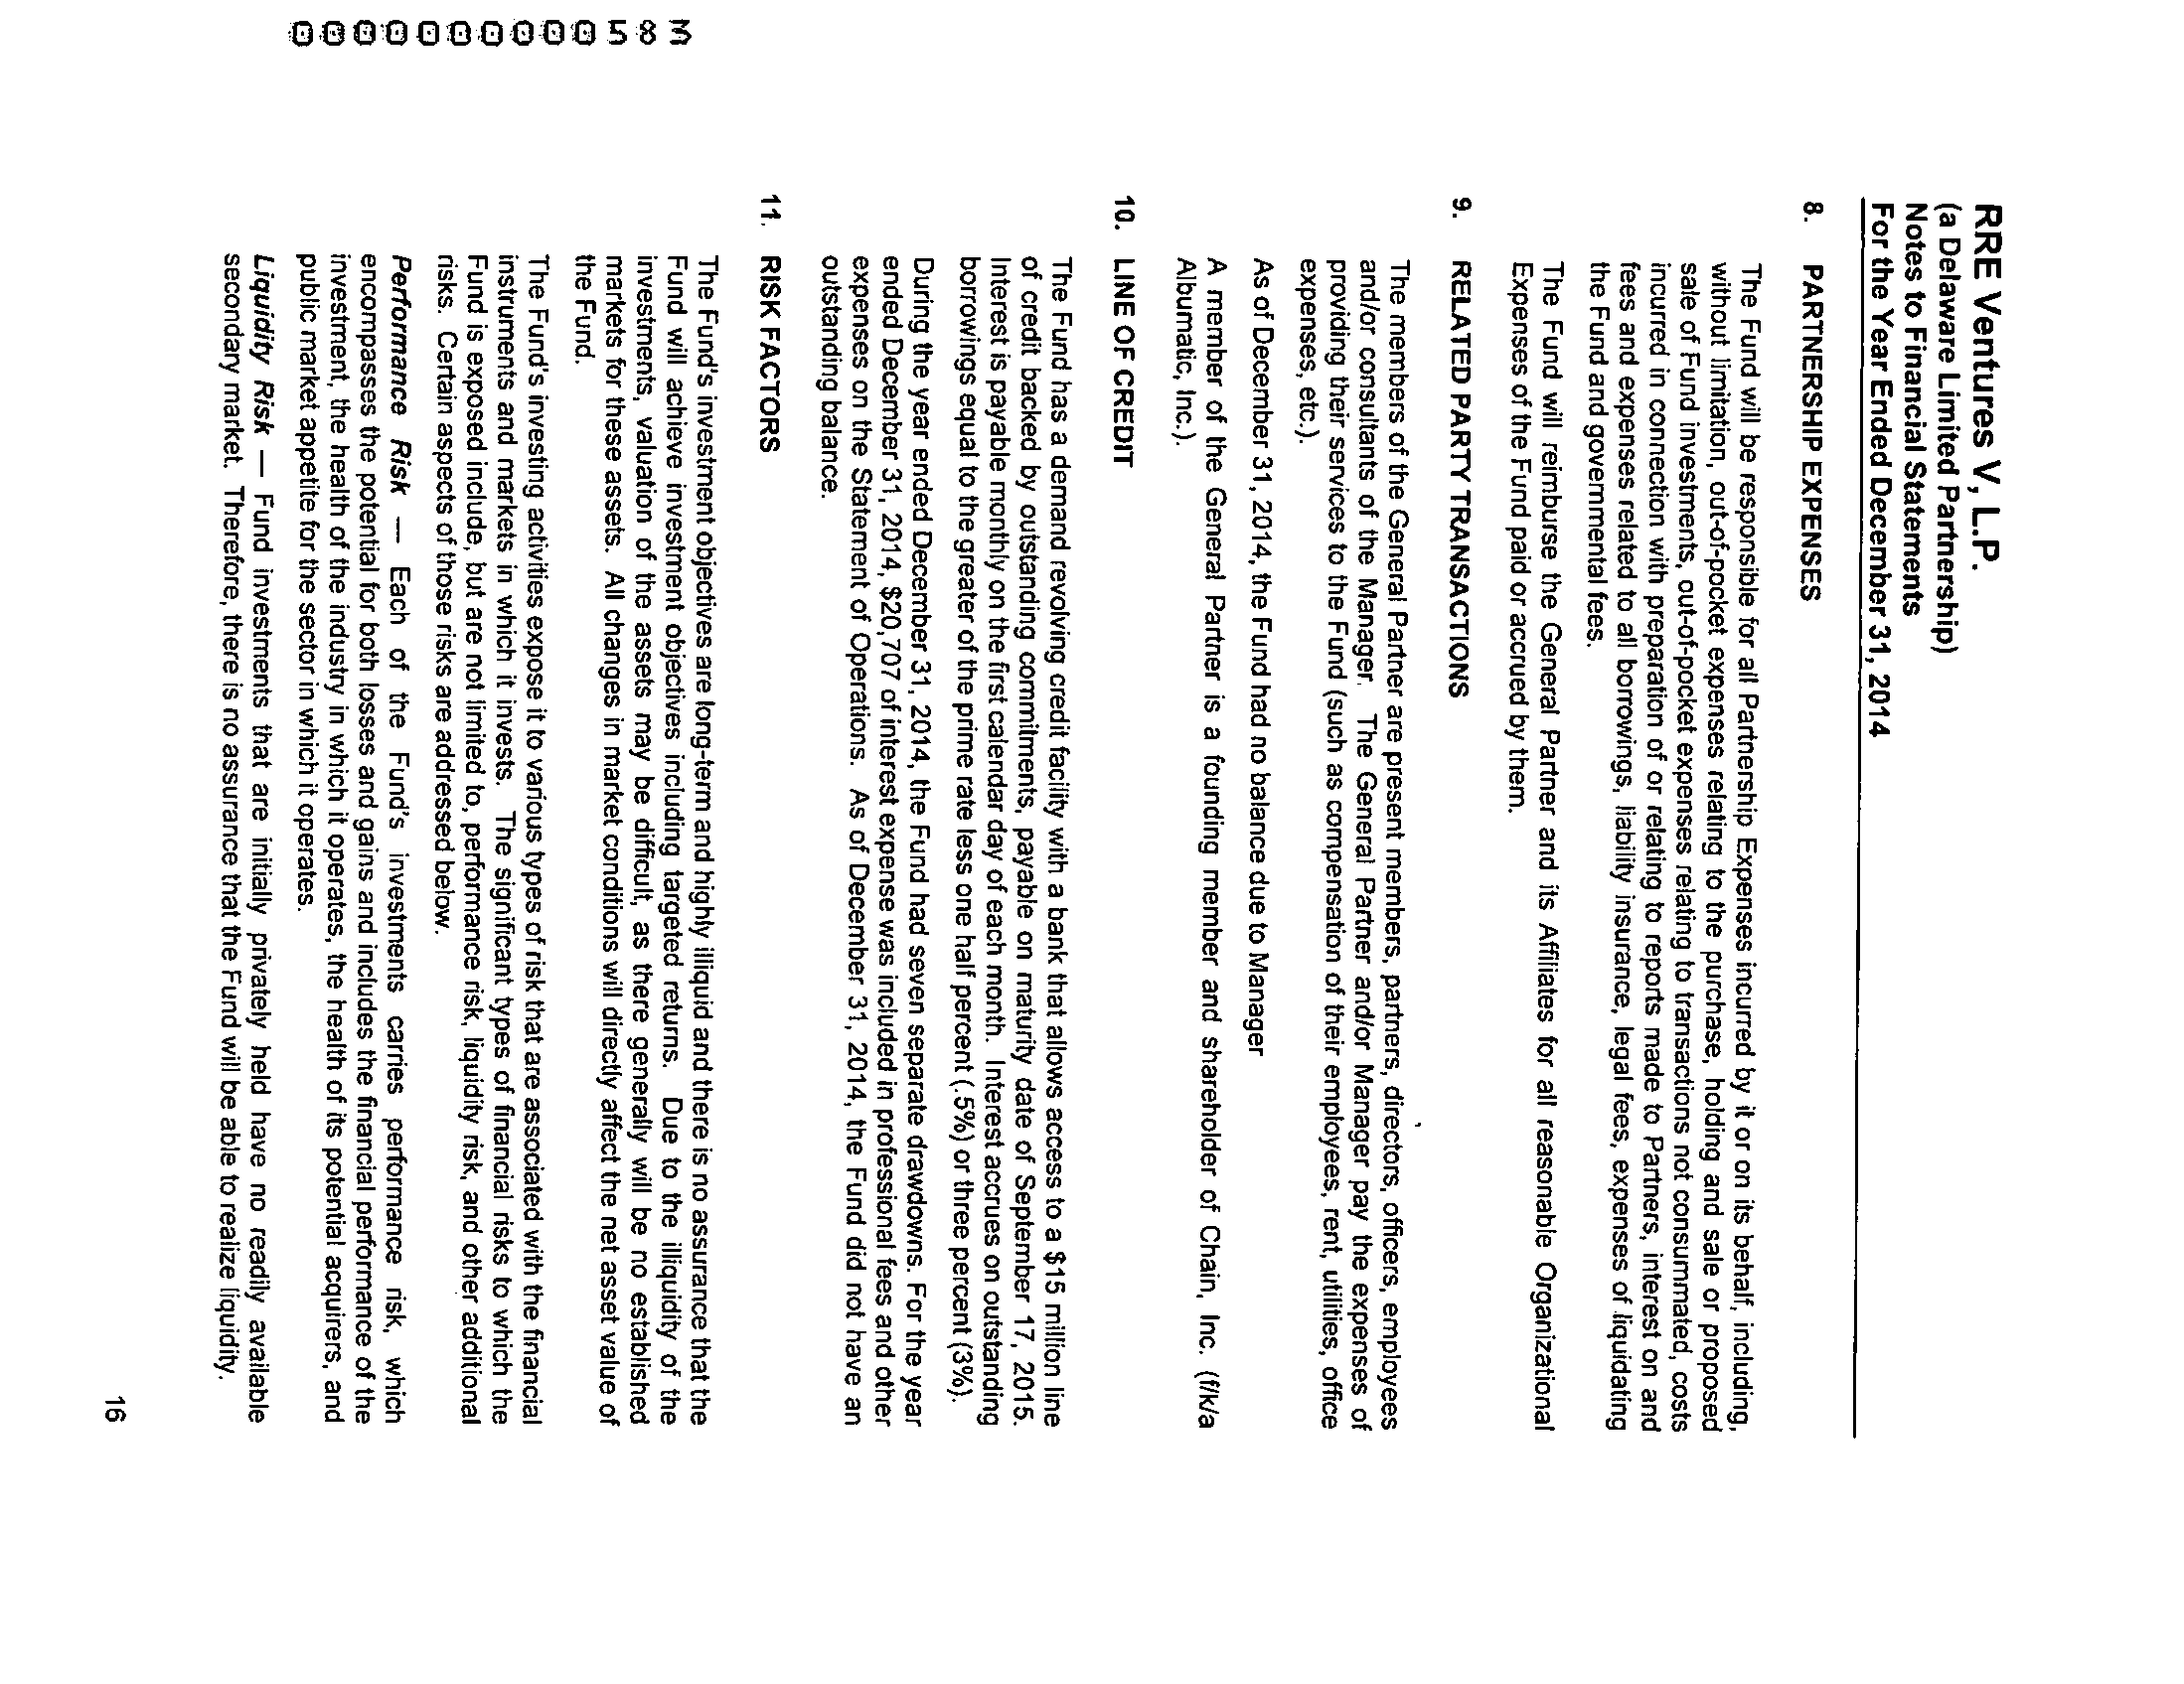 RRE Ventures V, L.P.
(a Delaware Limited Partnership)
Notes to Financial Statements
For the Year Ended December 31, 2014
8. PARTNERSHIP EXPENSES
The Fund will be responsible for all Partnership Expenses incurred by it or on its behalf, including,
without limitation, out-of-pocket expenses relating to the purchase, holding and sale or proposed
sale of Fund investments, out-of-pocket expenses relating to transactions not consummated, costs
incurred in connection with preparation of or relating to reports made to Partners, interest on and
fees and expenses related to all borrowings, liability insurance, legal fees, expenses of liquidating
the Fund and governmental fees.
The Fund will reimburse the General Partner and its Affiliates for all reasonable Organizational
Expenses of the Fund paid or accrued by them.
9. RELATED PARTY TRANSACTIONS
The members of the General Partner are present members, partners, directors, officers, employees
and/or consultants of the Manager. The General Partner and/or Manager pay the expenses of
providing their services to the Fund (such as compensation of their employees, rent, utilities, office
expenses, etc.).
As of December 31, 2014, the Fund had no balance due to Manager
A member of the General Partner is a founding member and shareholder of Chain, Inc. (f/k/a
Albumatic, Inc.).
10. LINE OF CREDIT
The Fund has a demand revolving credit facility with a bank that allows access to a $15 million line
of credit backed by outstanding commitments, payable on maturity date of September 17, 2015.
Interest is payable monthly on the first calendar day of each month. Interest accrues on outstanding
borrowings equal to the greater of the prime rate less one half percent (.5%) or three percent (3%).
During the year ended December 31, 2014, the Fund had seven separate drawdowns. For the year
ended December 31, 2014, $20,707 of interest expense was included in professional fees and other
expenses on the Statement of Operations. As of December 31, 2014, the Fund did not have an
outstanding balance.
11. RISK FACTORS
The Fund's investment objectives are long-term and highly illiquid and there is no assurance that the
Fund will achieve investment objectives including targeted returns. Due to the illiquidity of the
investments, valuation of the assets may be difficult, as there generally will be no established
markets for these assets. All changes in market conditions will directly affect the net asset value of
the Fund.
The Fund's investing activities expose it to various types of risk that are associated with the financial
instruments and markets in which it invests. The significant types of financial risks to which the
Fund is exposed include, but are not limited to, performance risk, liquidity risk, and other additional
risks. Certain aspects of those risks are addressed below.
Performance Risk — Each of the Fund's investments carries performance risk, which
encompasses the potential for both losses and gains and includes the financial performance of the
investment, the health of the industry in which it operates, the health of its potential acquirers, and
public market appetite for the sector in which it operates.
Liquidity Risk — Fund investments that are initially privately held have no readily available
secondary market. Therefore, there is no assurance that the Fund will be able to realize liquidity.
16
0000000000583